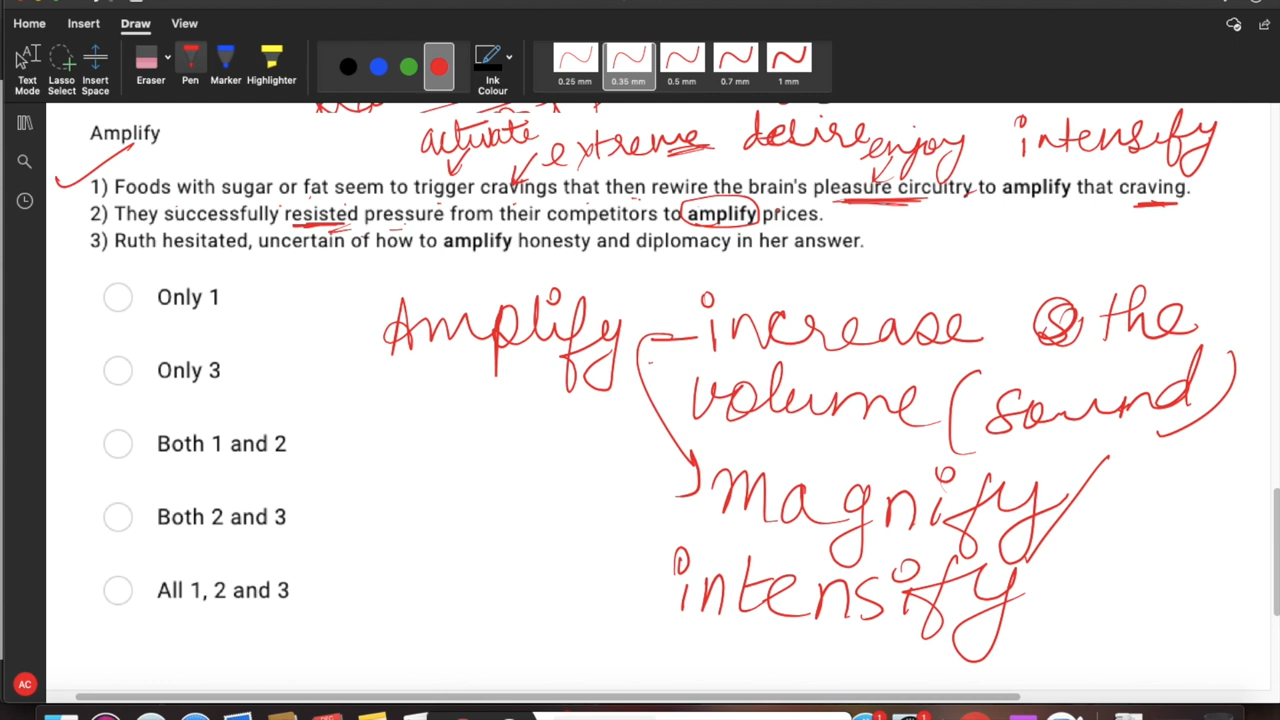 Home Insert Draw View
Text Mode Lasso Select Insert Space Eraser Pen Marker Highlighter Ink Colour 0.25 mm 0.35 mm 0.5 mm 0.7 mm 1 mm
Amplify
activate extreme desire enjoy intensify
1) Foods with sugar or fat seem to trigger cravings that then rewire the brain's pleasure circuitry to amplify that craving.
2) They successfully resisted pressure from their competitors to amplify prices.
3) Ruth hesitated, uncertain of how to amplify honesty and diplomacy in her answer.
Only 1
Only 3
Both 1 and 2
Both 2 and 3
All 1, 2 and 3
Amplify - increase the
volume (sound)
magnify
intensify
AC